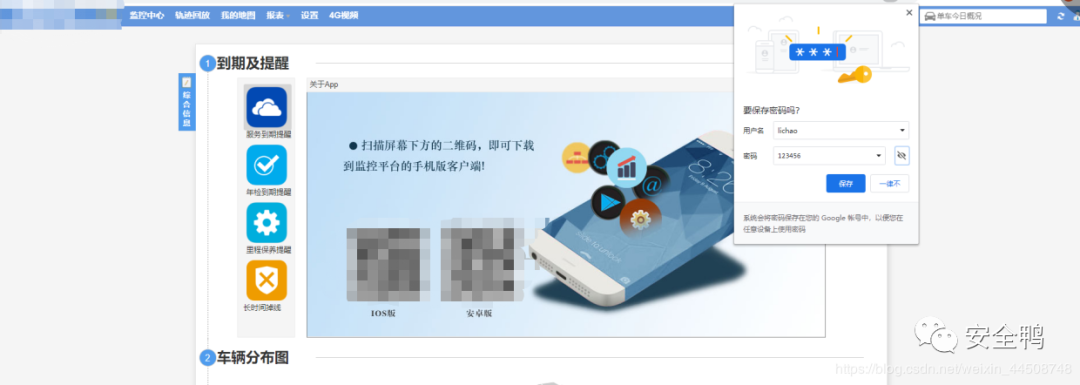 监控中心 轨迹回放 我的地图 报表 设置 4G视频
单车今日概况
1 到期及提醒
综合信息
服务到期提醒
年检到期提醒
里程保养提醒
长时间掉线
关于App
● 扫描屏幕下方的二维码，即可下载
到监控平台的手机版客户端!
8:20
@
IOS版
安卓版
要保存密码吗?
用户名 lichao
密码 123456
保存
一律不
系统会将密码保存在您的 Google 帐号中，以便您在
任意设备上使用密码
2 车辆分布图
安全鸭
https://blog.csdn.net/weixin_44508748